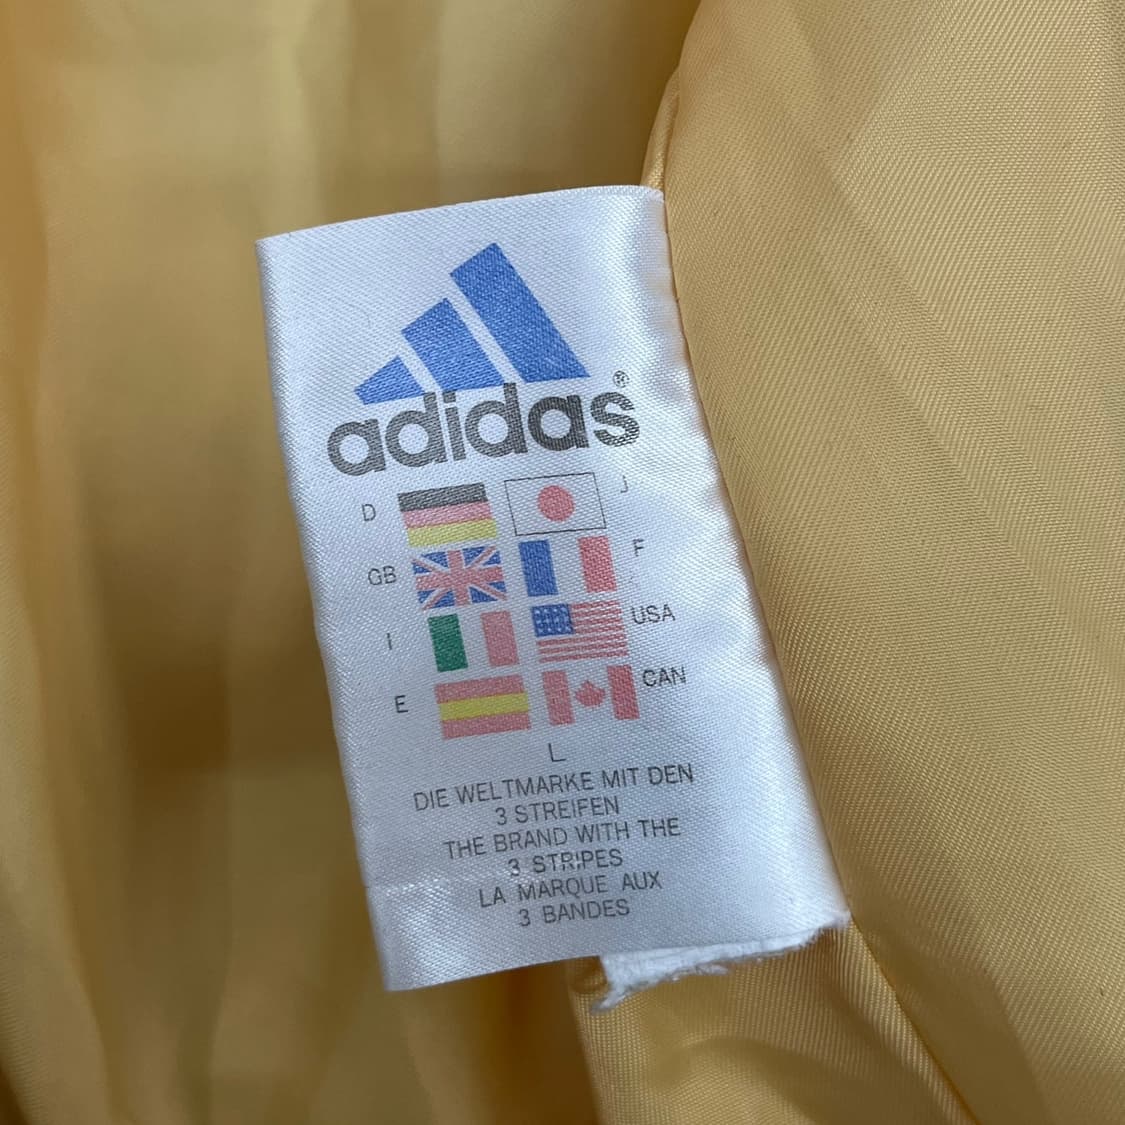 adidas®
D J
GB F
I USA
E CAN
L
DIE WELTMARKE MIT DEN
3 STREIFEN
THE BRAND WITH THE
3 STRIPES
LA MARQUE AUX
3 BANDES